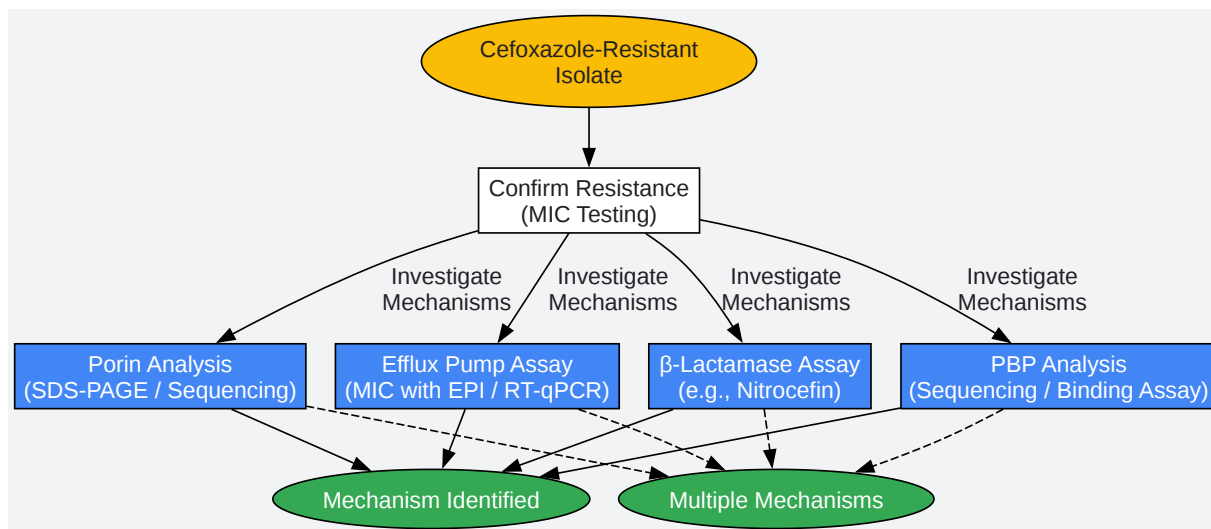 Cefoxazole-Resistant
Isolate
Confirm Resistance
(MIC Testing)
Investigate
Mechanisms
Investigate
Mechanisms
Investigate
Mechanisms
Investigate
Mechanisms
Porin Analysis
(SDS-PAGE / Sequencing)
Efflux Pump Assay
(MIC with EPI / RT-qPCR)
β-Lactamase Assay
(e.g., Nitrocefin)
PBP Analysis
(Sequencing / Binding Assay)
Mechanism Identified
Multiple Mechanisms